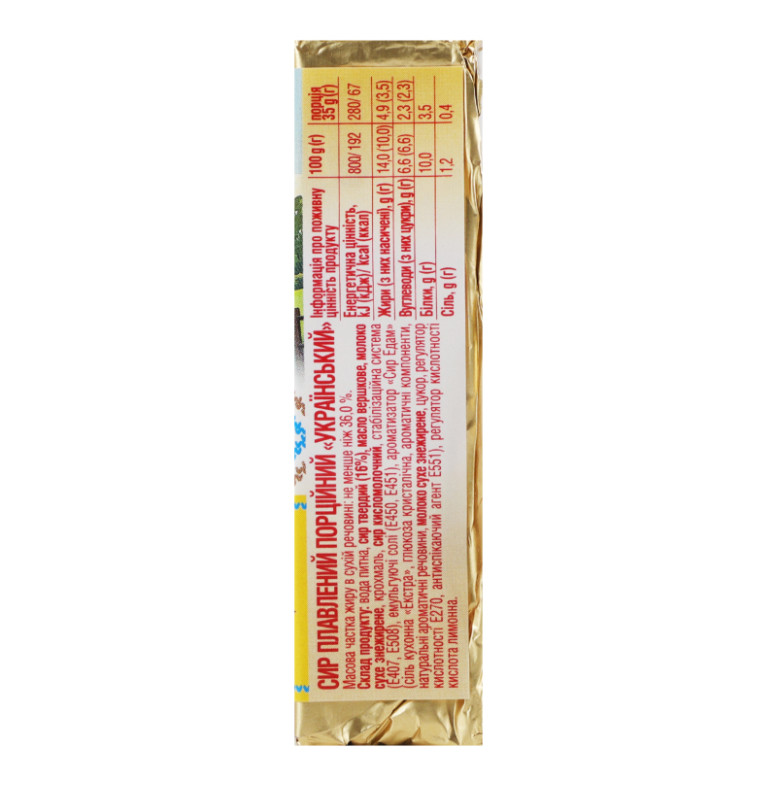 СИР ПЛАВЛЕНИЙ ПОРЦІЙНИЙ «УКРАЇНСЬКИЙ»
Масова частка жиру в сухій речовині: не менше ніж 36,0 %.
Склад продукту: вода питна, сир твердий (16%), масло вершкове, молоко
сухе знежирене, крохмаль, сир кисломолочний, стабілізаційна система
(Е407, Е508), емульгуючі солі (Е450, Е451), ароматизатор «Сир Едам»
(сіль кухонна «Екстра», глюкоза кристалічна, ароматичні компоненти,
натуральні ароматичні речовини, молоко сухе знежирене, цукор, регулятор
кислотності Е270, антиспікаючий агент Е551), регулятор кислотності
кислота лимонна.
Інформація про поживну цінність продукту 100 g (г) порція 35 g (г)
Енергетична цінність, kJ (кДж)/ kcal (ккал) 800/ 192 280/ 67
Жири (з них насичені), g (г) 14,0 (10,0) 4,9 (3,5)
Вуглеводи (з них цукри), g (г) 6,6 (6,6) 2,3 (2,3)
Білки, g (г) 10,0 3,5
Сіль, g (г) 1,2 0,4